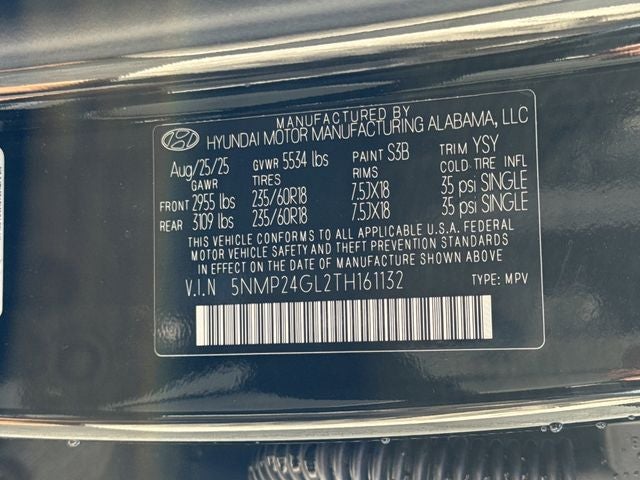 MANUFACTURED BY
HYUNDAI MOTOR MANUFACTURING ALABAMA, LLC
Aug/25/25 GVWR 5534 lbs PAINT S3B TRIM YSY
GAWR TIRES RIMS COLD TIRE INFL
FRONT 2955 lbs 235/60R18 7.5JX18 35 psi SINGLE
REAR 3109 lbs 235/60R18 7.5JX18 35 psi SINGLE
THIS VEHICLE CONFORMS TO ALL APPLICABLE U.S.A. FEDERAL
MOTOR VEHICLE SAFETY AND THEFT PREVENTION STANDARDS
IN EFFECT ON THE DATE OF MANUFACTURE SHOWN ABOVE
V.I.N 5NMP24GL2TH161132 TYPE: MPV